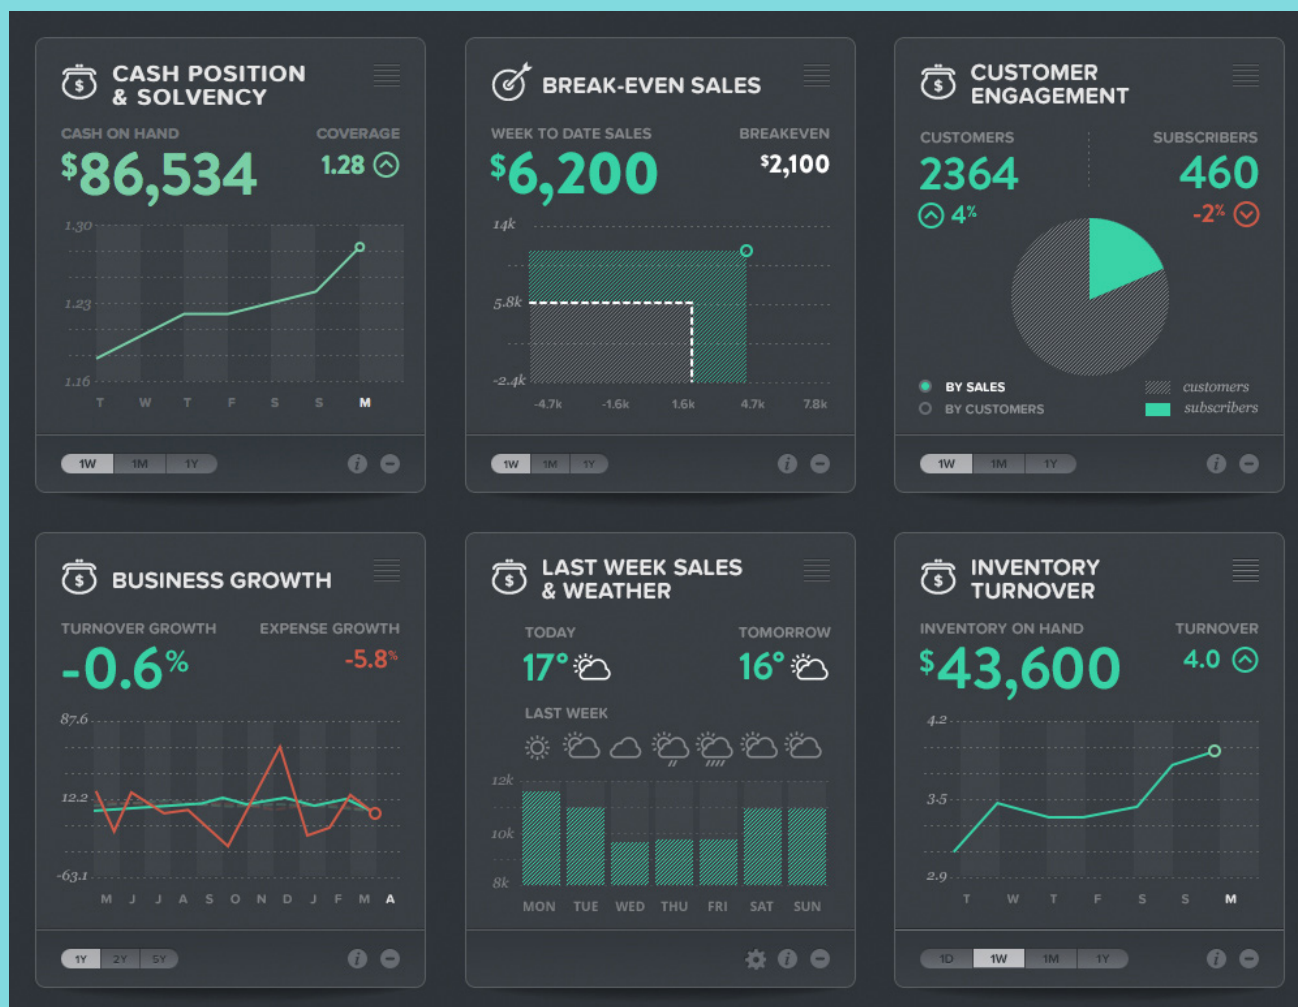 CASH POSITION
& SOLVENCY
CASH ON HAND
COVERAGE
$86,534
1.28
1.30
1.23
1.16
T W T F S S M
1W 1M 1Y
BREAK-EVEN SALES
WEEK TO DATE SALES
BREAKEVEN
$6,200
$2,100
14k
5.8k
-2.4k
-4.7k -1.6k 1.6k 4.7k 7.8k
1W 1M 1Y
CUSTOMER
ENGAGEMENT
CUSTOMERS
SUBSCRIBERS
2364
460
4%
-2%
BY SALES
BY CUSTOMERS
customers
subscribers
1W 1M 1Y
BUSINESS GROWTH
TURNOVER GROWTH
EXPENSE GROWTH
-0.6%
-5.8%
87.6
12.2
-63.1
M J J A S O N D J F M A
1Y 2Y 5Y
LAST WEEK SALES
& WEATHER
TODAY
TOMORROW
17°
16°
LAST WEEK
12k
10k
8k
MON TUE WED THU FRI SAT SUN
INVENTORY
TURNOVER
INVENTORY ON HAND
TURNOVER
$43,600
4.0
4.2
3.5
2.9
T W T F S S M
1D 1W 1M 1Y